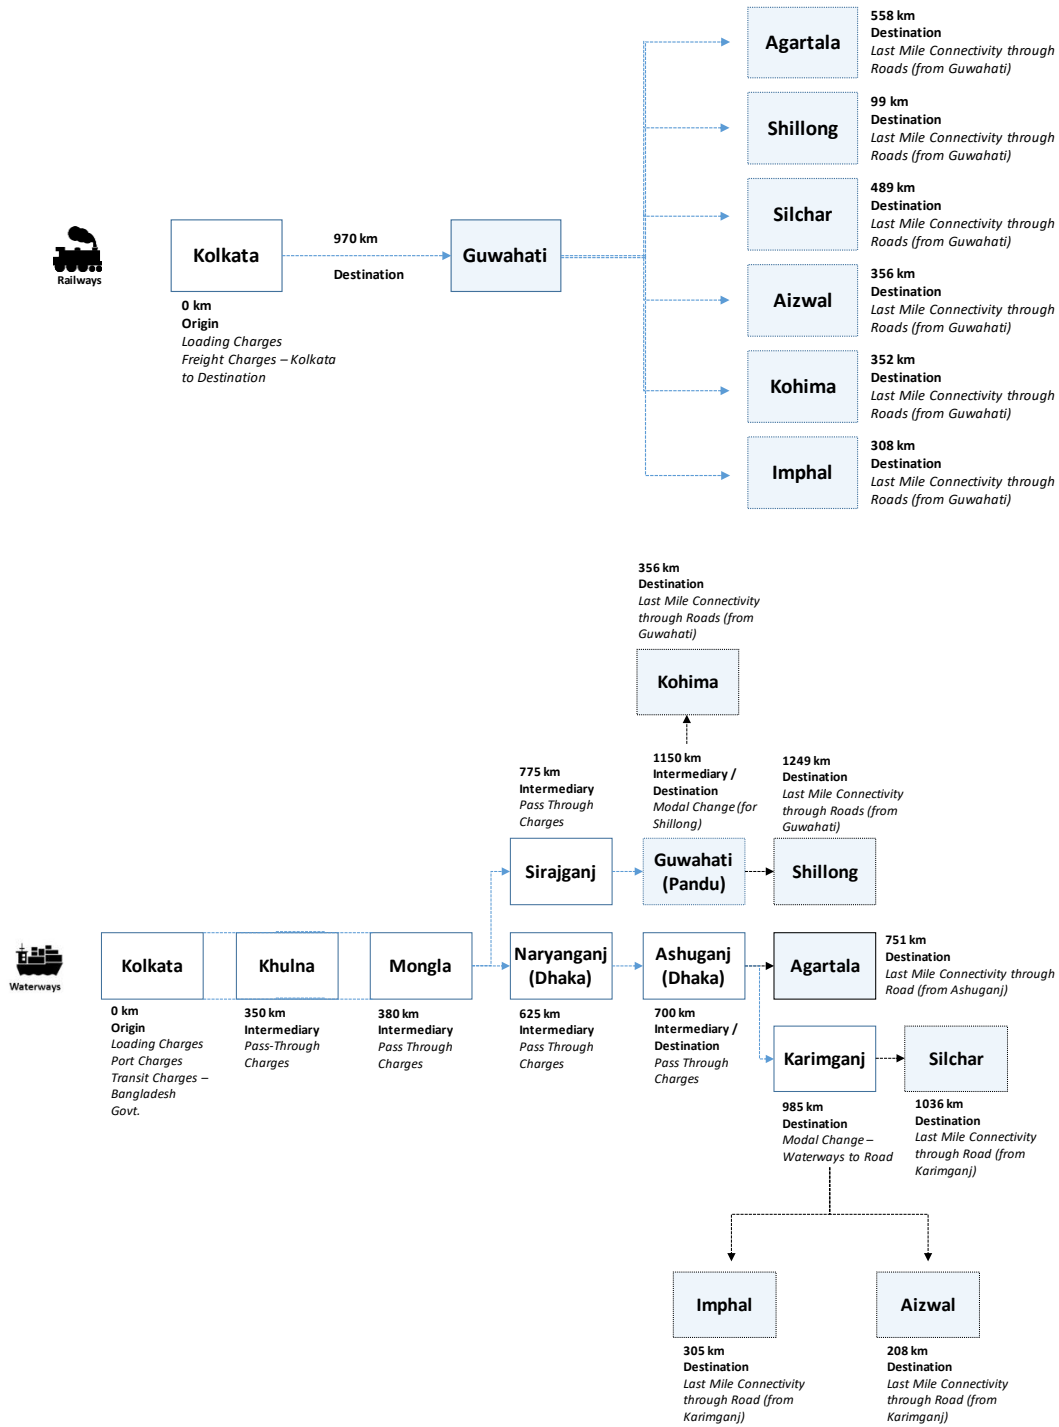 Agartala
558 km
Destination
Last Mile Connectivity through
Roads (from Guwahati)
Shillong
99 km
Destination
Last Mile Connectivity through
Roads (from Guwahati)
Silchar
489 km
Destination
Last Mile Connectivity through
Roads (from Guwahati)
Railways
Kolkata
970 km
Destination
Guwahati
0 km
Origin
Loading Charges
Freight Charges – Kolkata
to Destination
Aizwal
356 km
Destination
Last Mile Connectivity through
Roads (from Guwahati)
Kohima
352 km
Destination
Last Mile Connectivity through
Roads (from Guwahati)
Imphal
308 km
Destination
Last Mile Connectivity through
Roads (from Guwahati)
356 km
Destination
Last Mile Connectivity
through Roads (from
Guwahati)
Kohima
775 km
Intermediary
Pass Through
Charges
1150 km
Intermediary /
Destination
Modal Change (for
Shillong)
1249 km
Destination
Last Mile Connectivity
through Roads (from
Guwahati)
Sirajganj
Guwahati
(Pandu)
Shillong
Waterways
Kolkata
Khulna
Mongla
Naryanganj
(Dhaka)
Ashuganj
(Dhaka)
Agartala
751 km
Destination
Last Mile Connectivity through
Road (from Ashuganj)
0 km
Origin
Loading Charges
Port Charges
Transit Charges –
Bangladesh
Govt.
350 km
Intermediary
Pass-Through
Charges
380 km
Intermediary
Pass Through
Charges
625 km
Intermediary
Pass Through
Charges
700 km
Intermediary /
Destination
Pass Through
Charges
Karimganj
Silchar
985 km
Destination
Modal Change –
Waterways to Road
1036 km
Destination
Last Mile Connectivity
through Road (from
Karimganj)
Imphal
Aizwal
305 km
Destination
Last Mile Connectivity
through Road (from
Karimganj)
208 km
Destination
Last Mile Connectivity
through Road (from
Karimganj)